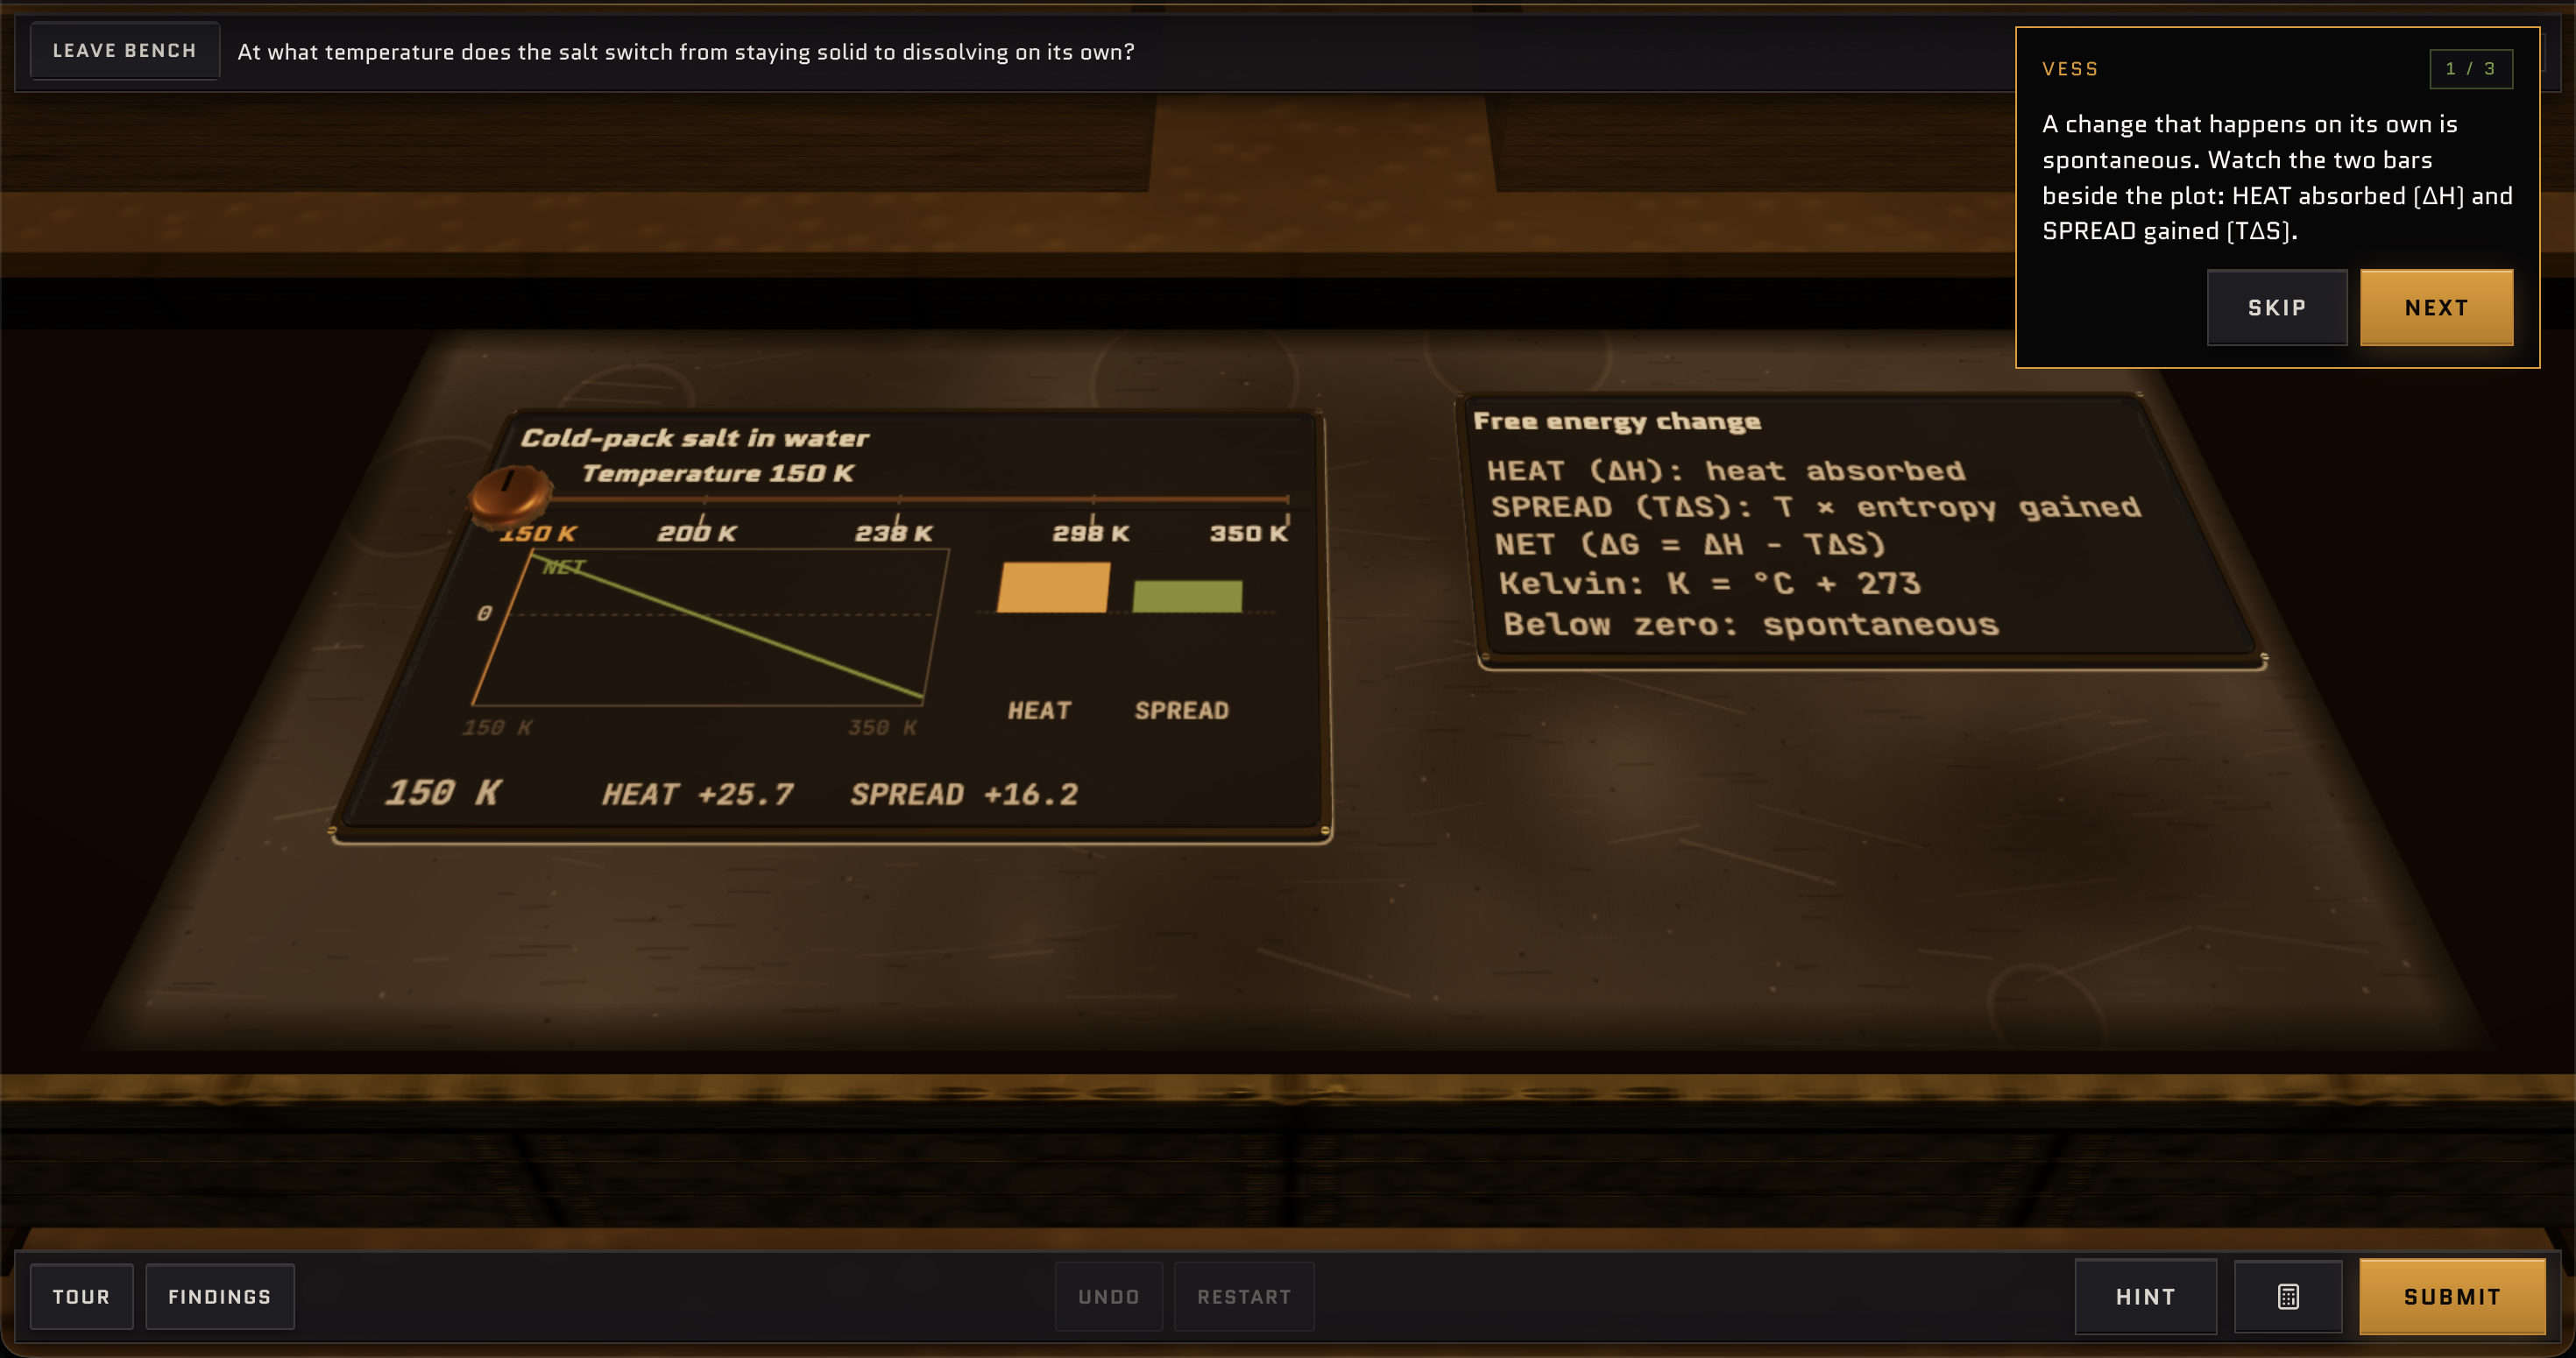 LEAVE BENCH
At what temperature does the salt switch from staying solid to dissolving on its own?
VESS
1 / 3
A change that happens on its own is
spontaneous. Watch the two bars
beside the plot: HEAT absorbed (ΔH) and
SPREAD gained (TΔS).
SKIP
NEXT
Cold-pack salt in water
Temperature 150 K
150 K 200 K 238 K 298 K 350 K
NET
0
150 K 350 K
HEAT SPREAD
150 K HEAT +25.7 SPREAD +16.2
Free energy change
HEAT (ΔH): heat absorbed
SPREAD (TΔS): T × entropy gained
NET (ΔG = ΔH - TΔS)
Kelvin: K = °C + 273
Below zero: spontaneous
TOUR
FINDINGS
UNDO
RESTART
HINT
SUBMIT